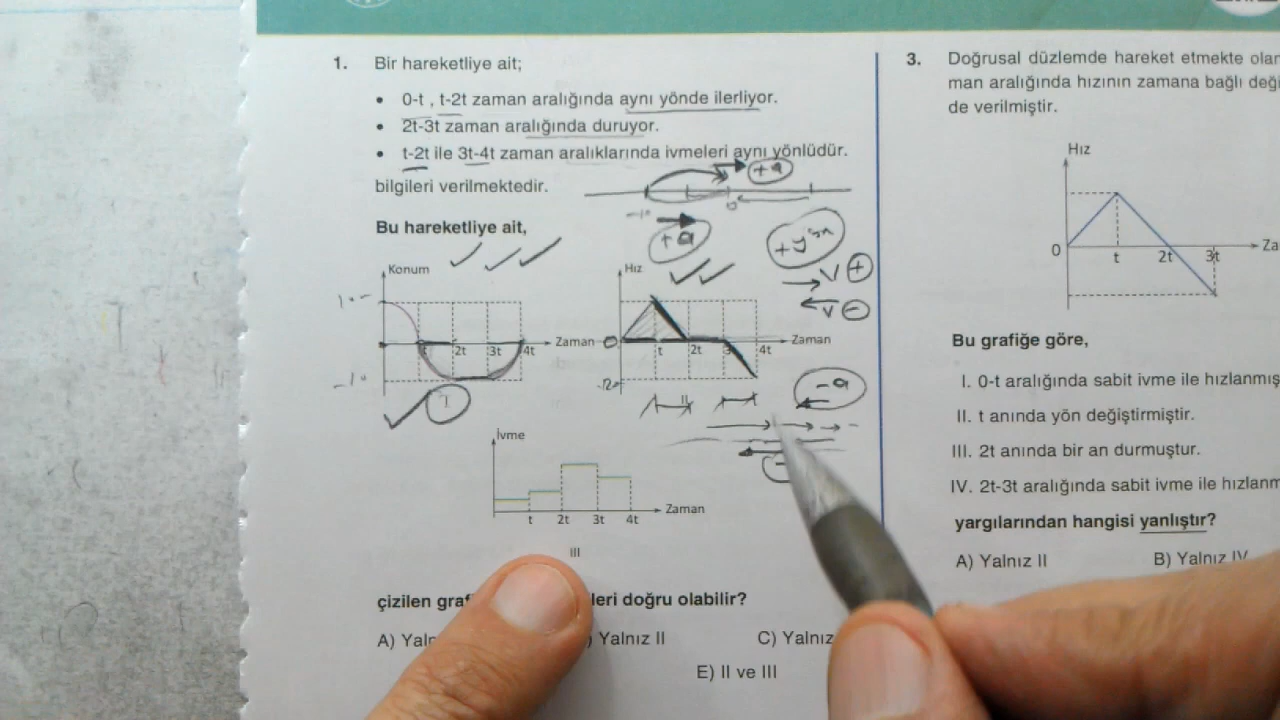 1. Bir hareketliye ait;
• 0-t , t-2t zaman aralığında aynı yönde ilerliyor.
• 2t-3t zaman aralığında duruyor.
• t-2t ile 3t-4t zaman aralıklarında ivmeleri aynı yönlüdür.
bilgileri verilmektedir.
+a
Bu hareketliye ait,
+a
+yön
V +
V −
Konum
Zaman
t 2t 3t 4t
Hız
0
Zaman
t 2t 4t
-a
I
İvme
Zaman
t 2t 3t 4t
III
çizilen leri doğru olabilir?
Yalnız II
C) Yalnız
E) II ve III
3. Doğrusal düzlemde hareket etmekte
man aralığında hızının zamana bağlı
de verilmiştir.
Hız
0
t 2t 3t
Bu grafiğe göre,
I. 0-t aralığında sabit ivme ile hızlanmış
II. t anında yön değiştirmiştir.
III. 2t anında bir an durmuştur.
IV. 2t-3t aralığında sabit ivme ile
yargılarından hangisi yanlıştır?
A) Yalnız II
B) Yalnız IV